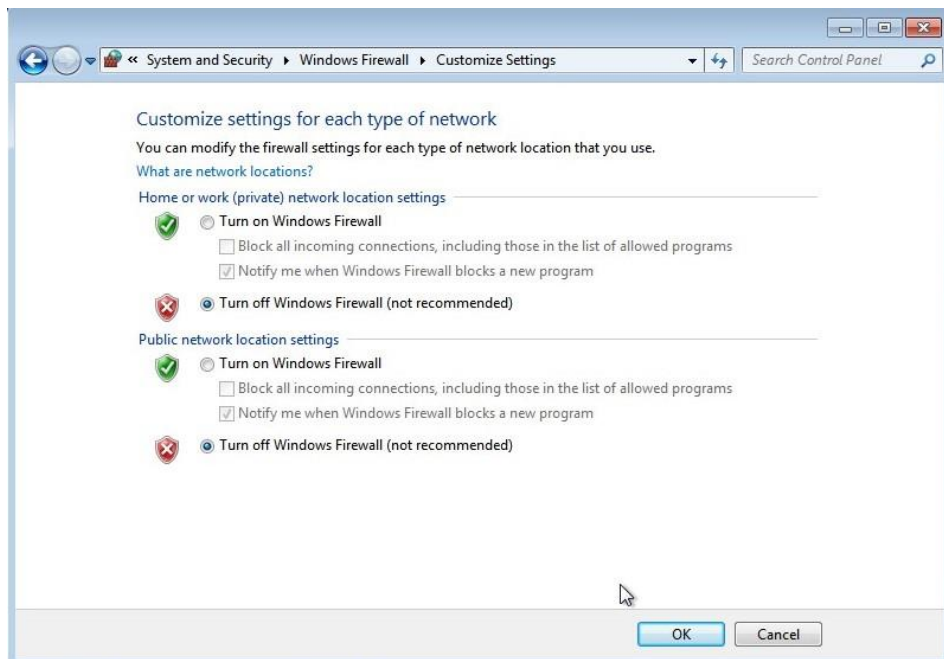 « System and Security ▸ Windows Firewall ▸ Customize Settings
Search Control Panel
Customize settings for each type of network
You can modify the firewall settings for each type of network location that you use.
What are network locations?
Home or work (private) network location settings
Turn on Windows Firewall
Block all incoming connections, including those in the list of allowed programs
Notify me when Windows Firewall blocks a new program
Turn off Windows Firewall (not recommended)
Public network location settings
Turn on Windows Firewall
Block all incoming connections, including those in the list of allowed programs
Notify me when Windows Firewall blocks a new program
Turn off Windows Firewall (not recommended)
OK
Cancel